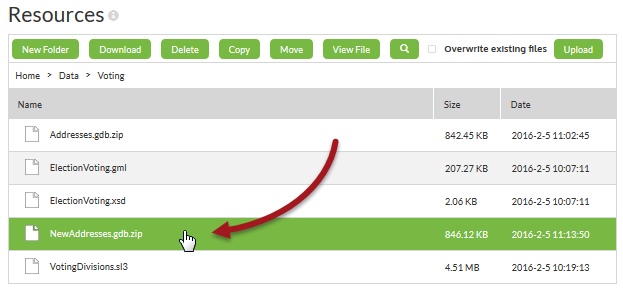 Resources
New Folder Download Delete Copy Move View File Overwrite existing files Upload
Home > Data > Voting
Name Size Date
Addresses.gdb.zip 842.45 KB 2016-2-5 11:02:45
ElectionVoting.gml 207.27 KB 2016-2-5 10:07:11
ElectionVoting.xsd 2.06 KB 2016-2-5 10:07:11
NewAddresses.gdb.zip 846.12 KB 2016-2-5 11:13:50
VotingDivisions.sl3 4.51 MB 2016-2-5 10:19:13